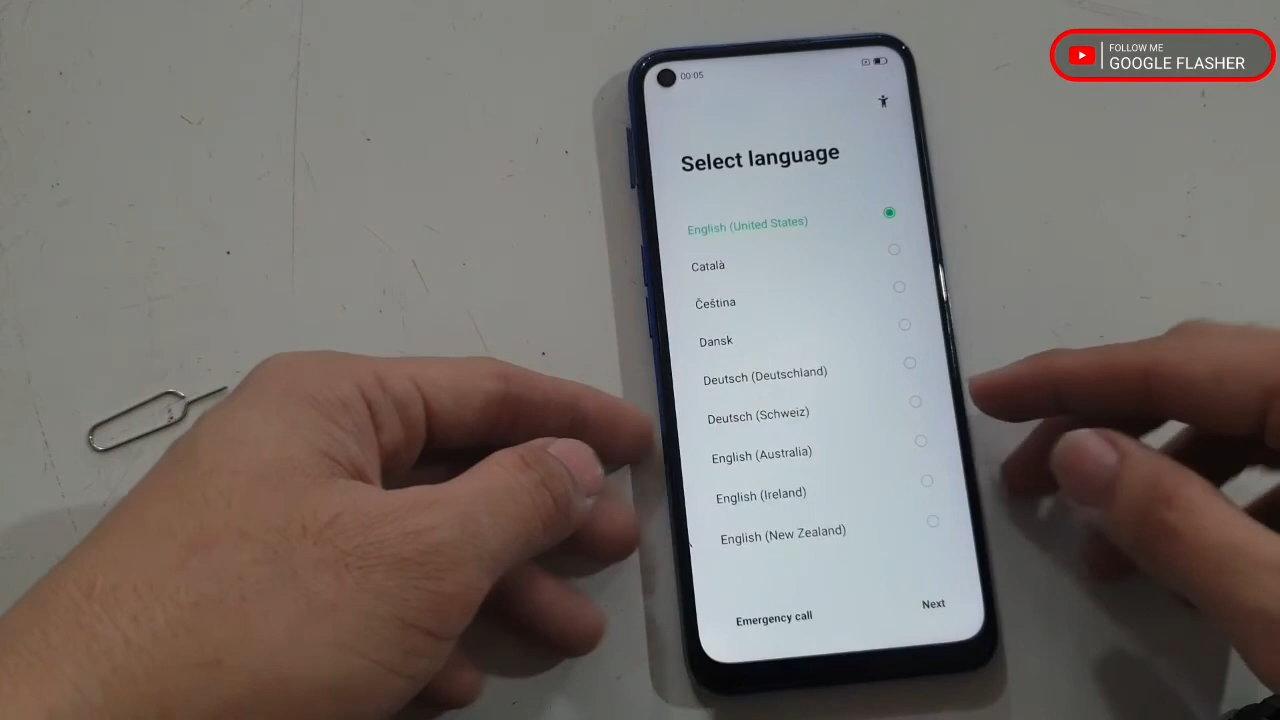 FOLLOW ME
GOOGLE FLASHER
00:05
Select language
English (United States)
Català
Čeština
Dansk
Deutsch (Deutschland)
Deutsch (Schweiz)
English (Australia)
English (Ireland)
English (New Zealand)
Emergency call
Next